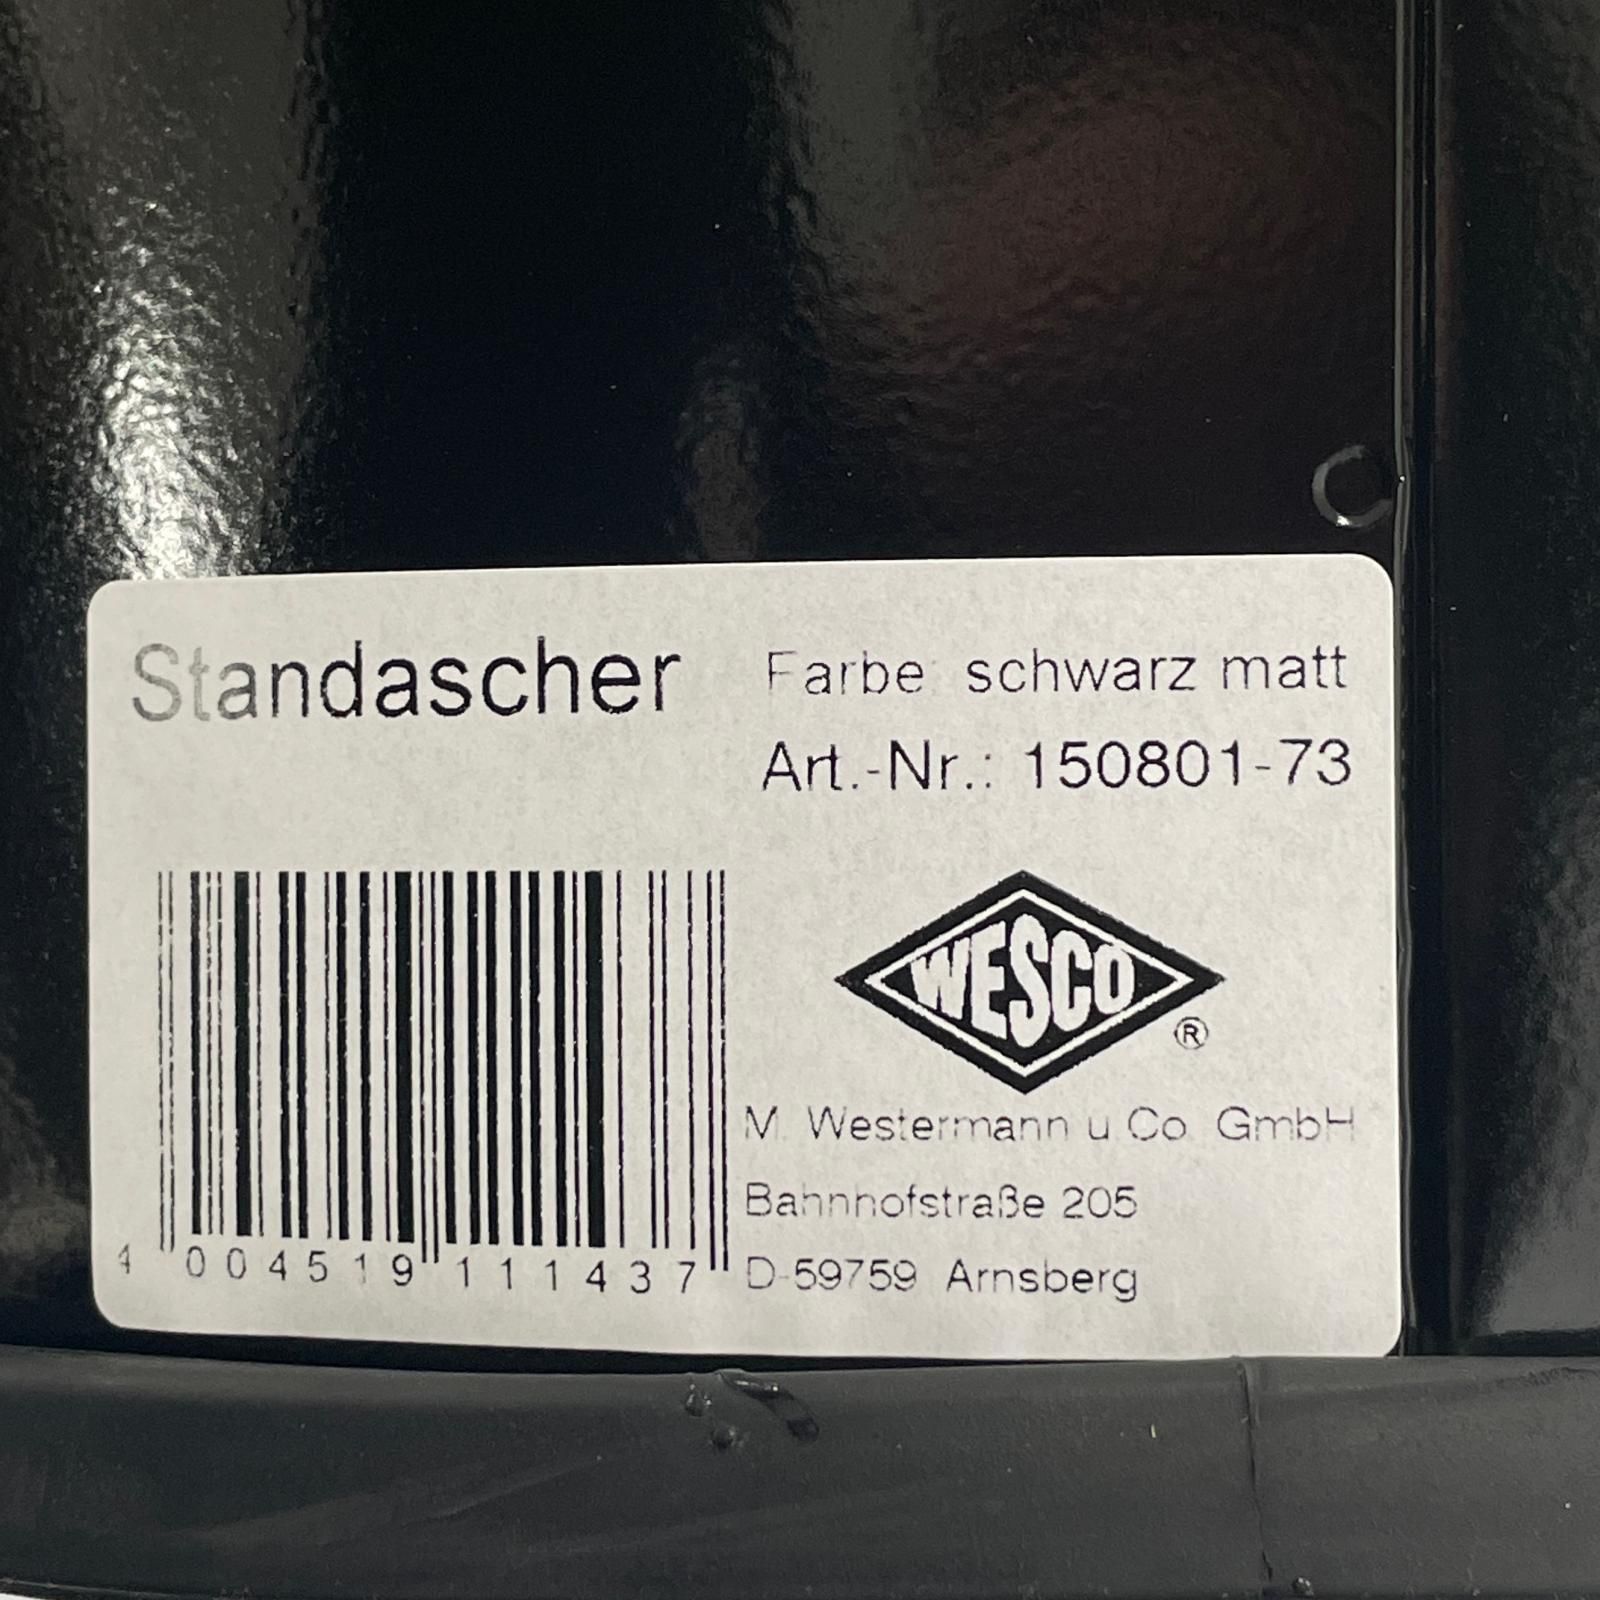 Standascher
Farbe: schwarz matt
Art.-Nr.: 150801-73
WESCO
®
M. Westermann u Co. GmbH
Bahnhofstraße 205
D-59759 Arnsberg
4 004519 111437